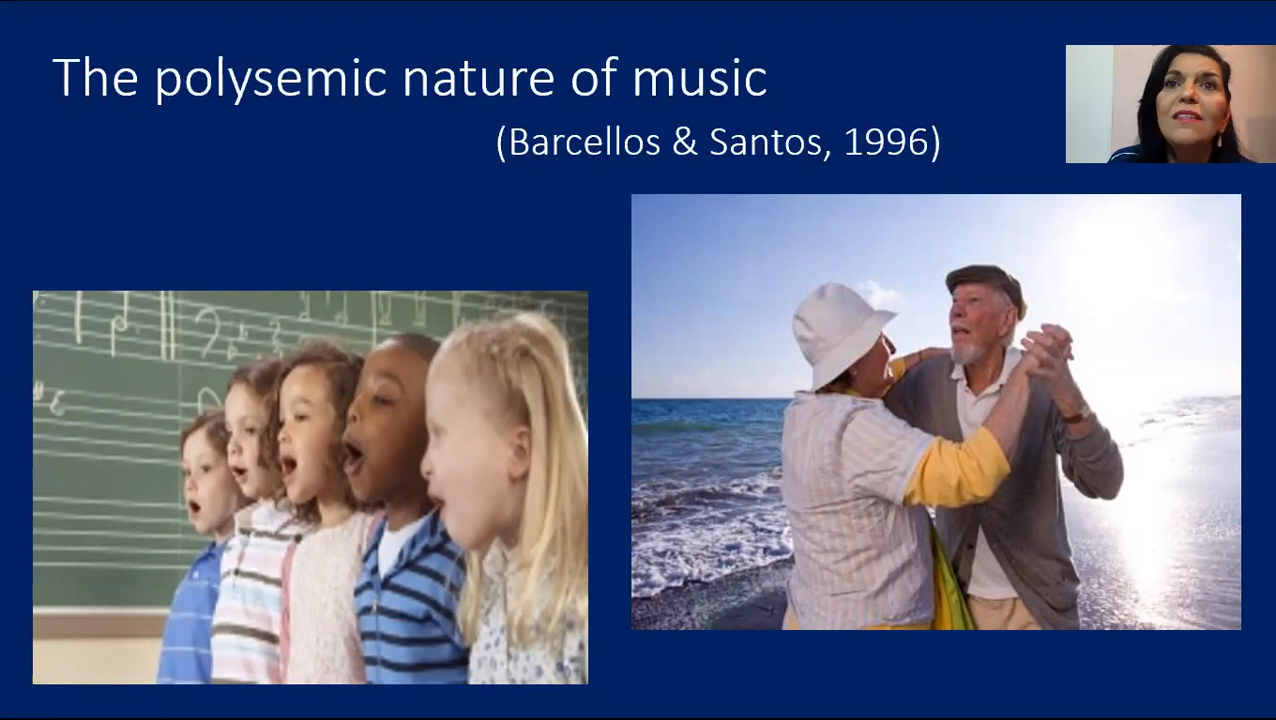 The polysemic nature of music
(Barcellos & Santos, 1996)